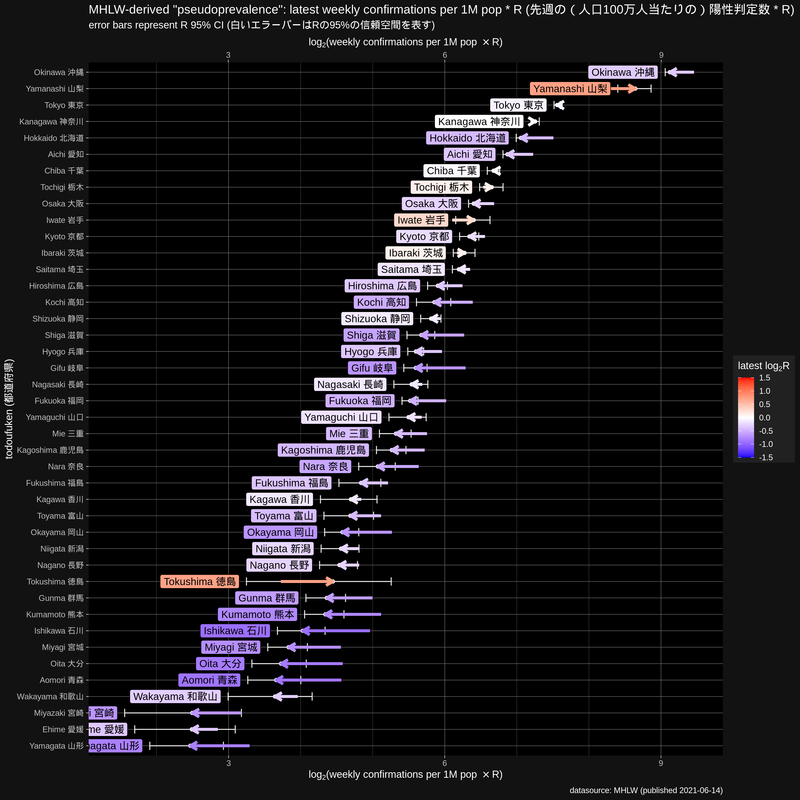 MHLW-derived "pseudoprevalence": latest weekly confirmations per 1M pop * R (先週の ( 人口100万人当たりの ) 陽性判定数 * R)
error bars represent R 95% CI (白いエラーバーはRの95%の信頼空間を表す)
log₂(weekly confirmations per 1M pop × R)
3 6 9
Okinawa 沖縄 Okinawa 沖縄
Yamanashi 山梨 Yamanashi 山梨
Tokyo 東京 Tokyo 東京
Kanagawa 神奈川 Kanagawa 神奈川
Hokkaido 北海道 Hokkaido 北海道
Aichi 愛知 Aichi 愛知
Chiba 千葉 Chiba 千葉
Tochigi 栃木 Tochigi 栃木
Osaka 大阪 Osaka 大阪
Iwate 岩手 Iwate 岩手
Kyoto 京都 Kyoto 京都
Ibaraki 茨城 Ibaraki 茨城
Saitama 埼玉 Saitama 埼玉
Hiroshima 広島 Hiroshima 広島
Kochi 高知 Kochi 高知
Shizuoka 静岡 Shizuoka 静岡
Shiga 滋賀 Shiga 滋賀
Hyogo 兵庫 Hyogo 兵庫
Gifu 岐阜 Gifu 岐阜
Nagasaki 長崎 Nagasaki 長崎
Fukuoka 福岡 Fukuoka 福岡
Yamaguchi 山口 Yamaguchi 山口
Mie 三重 Mie 三重
Kagoshima 鹿児島 Kagoshima 鹿児島
Nara 奈良 Nara 奈良
Fukushima 福島 Fukushima 福島
Kagawa 香川 Kagawa 香川
Toyama 富山 Toyama 富山
Okayama 岡山 Okayama 岡山
Niigata 新潟 Niigata 新潟
Nagano 長野 Nagano 長野
Tokushima 徳島 Tokushima 徳島
Gunma 群馬 Gunma 群馬
Kumamoto 熊本 Kumamoto 熊本
Ishikawa 石川 Ishikawa 石川
Miyagi 宮城 Miyagi 宮城
Oita 大分 Oita 大分
Aomori 青森 Aomori 青森
Wakayama 和歌山 Wakayama 和歌山
Miyazaki 宮崎 i 宮崎
Ehime 愛媛 me 愛媛
Yamagata 山形 agata 山形
3 6 9
log₂(weekly confirmations per 1M pop × R)
todoufuken (都道府県)
latest log₂R
1.5
1.0
0.5
0.0
-0.5
-1.0
-1.5
datasource: MHLW (published 2021-06-14)